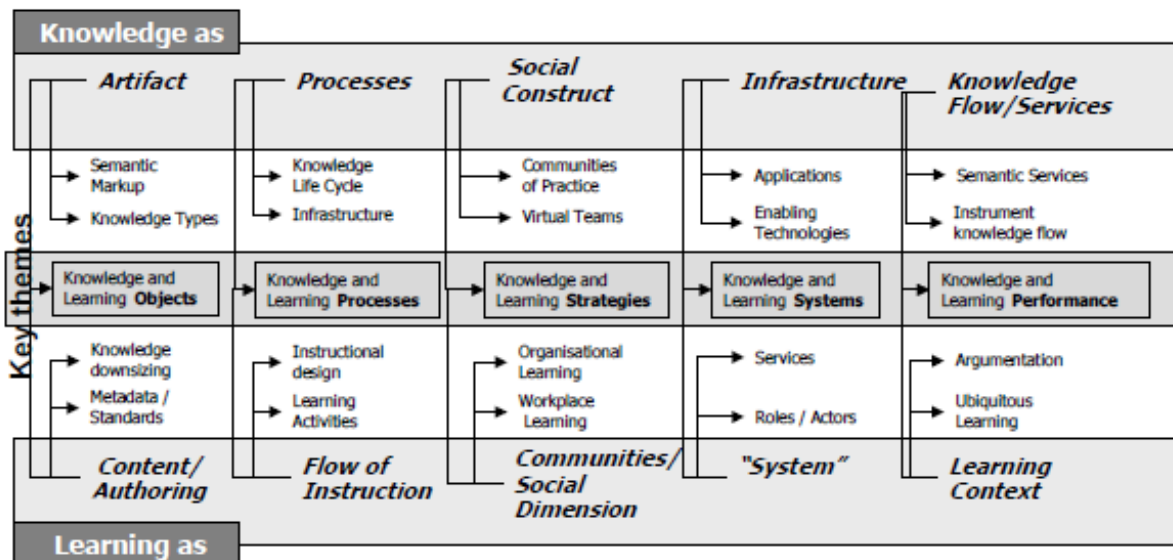 Knowledge as
Artifact
Processes
Social
Construct
Infrastructure
Knowledge
Flow/Services
Semantic
Markup
Knowledge Types
Knowledge
Life Cycle
Infrastructure
Communities
of Practice
Virtual Teams
Applications
Enabling
Technologies
Semantic Services
Instrument
knowledge flow
Key themes
Knowledge and
Learning Objects
Knowledge and
Learning Processes
Knowledge and
Learning Strategies
Knowledge and
Learning Systems
Knowledge and
Learning Performance
Knowledge
downsizing
Metadata /
Standards
Instructional
design
Learning
Activities
Organisational
Learning
Workplace
Learning
Services
Roles / Actors
Argumentation
Ubiquitous
Learning
Content/
Authoring
Flow of
Instruction
Communities/
Social
Dimension
“System”
Learning
Context
Learning as